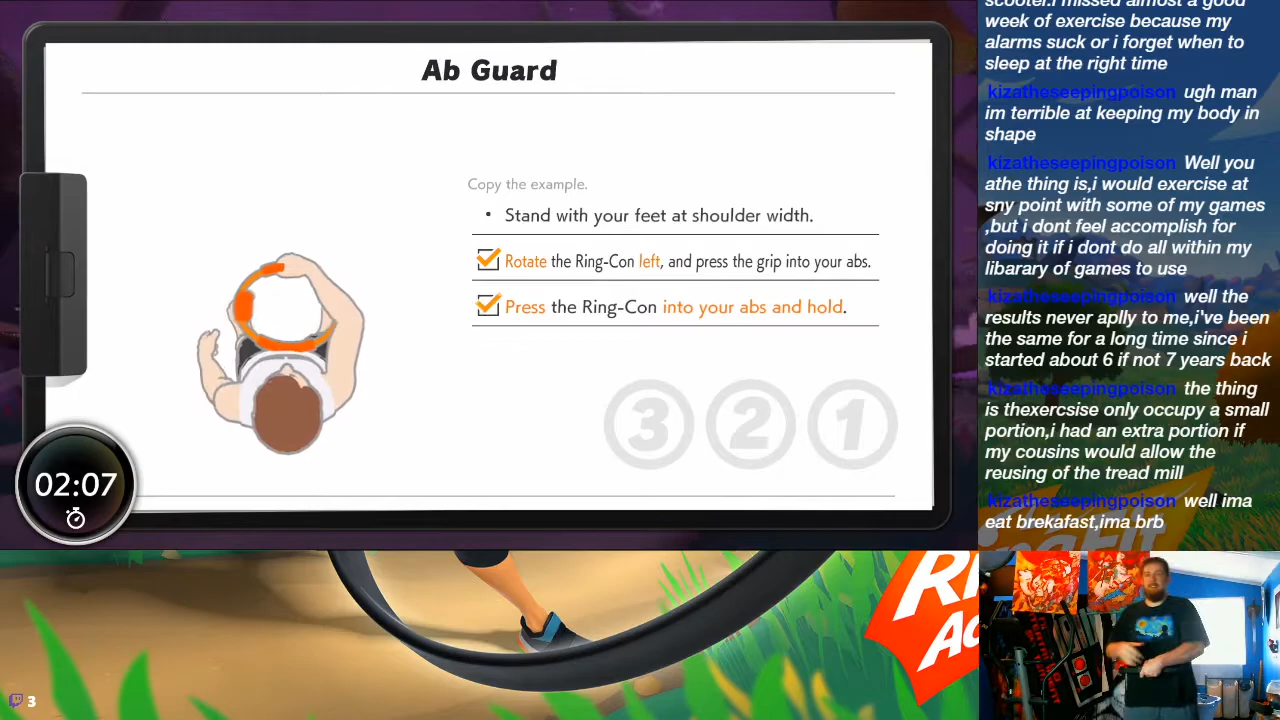 Ab Guard
Copy the example.
• Stand with your feet at shoulder width.
Rotate the Ring-Con left, and press the grip into your abs.
Press the Ring-Con into your abs and hold.
3 2 1
02:07
3
scooter.i missed almost a good
week of exercise because my
alarms suck or i forget when to
sleep at the right time
kizatheseepingpoison ugh man
im terrible at keeping my body in
shape
kizatheseepingpoison Well you
athe thing is,i would exercise at
sny point with some of my games
,but i dont feel accomplish for
doing it if i dont do all within my
libarary of games to use
kizatheseepingpoison well the
results never aplly to me,i've been
the same for a long time since i
started about 6 if not 7 years back
kizatheseepingpoison the thing
is thexercsise only occupy a small
portion,i had an extra portion if
my cousins would allow the
reusing of the tread mill
kizatheseepingpoison well ima
eat brekafast,ima brb